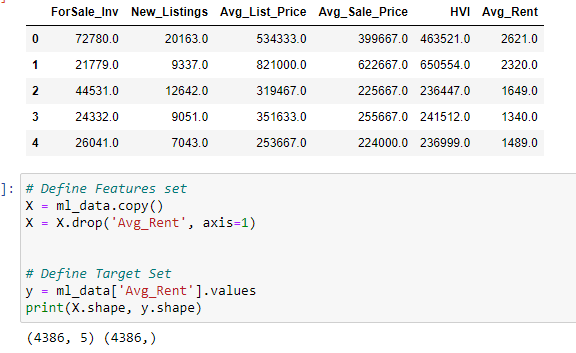 ForSale_Inv New_Listings Avg_List_Price Avg_Sale_Price HVI Avg_Rent
0 72780.0 20163.0 534333.0 399667.0 463521.0 2621.0
1 21779.0 9337.0 821000.0 622667.0 650554.0 2320.0
2 44531.0 12642.0 319467.0 225667.0 236447.0 1649.0
3 24332.0 9051.0 351633.0 255667.0 241512.0 1340.0
4 26041.0 7043.0 253667.0 224000.0 236999.0 1489.0
]: # Define Features set
X = ml_data.copy()
X = X.drop('Avg_Rent', axis=1)
# Define Target Set
y = ml_data['Avg_Rent'].values
print(X.shape, y.shape)
(4386, 5) (4386,)